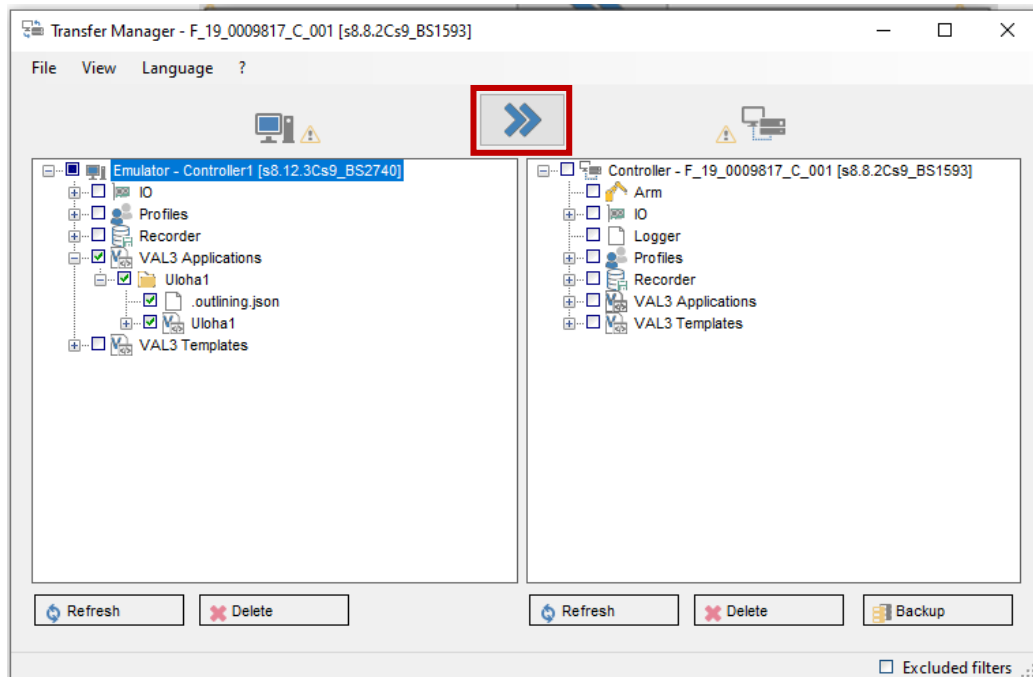 Transfer Manager - F_19_0009817_C_001 [s8.8.2Cs9_BS1593]
File View Language ?
Emulator - Controller1 [s8.12.3Cs9_BS2740]
IO
Profiles
Recorder
VAL3 Applications
Uloha1
.outlining.json
Uloha1
VAL3 Templates
Controller - F_19_0009817_C_001 [s8.8.2Cs9_BS1593]
Arm
IO
Logger
Profiles
Recorder
VAL3 Applications
VAL3 Templates
Refresh Delete Refresh Delete Backup
Excluded filters